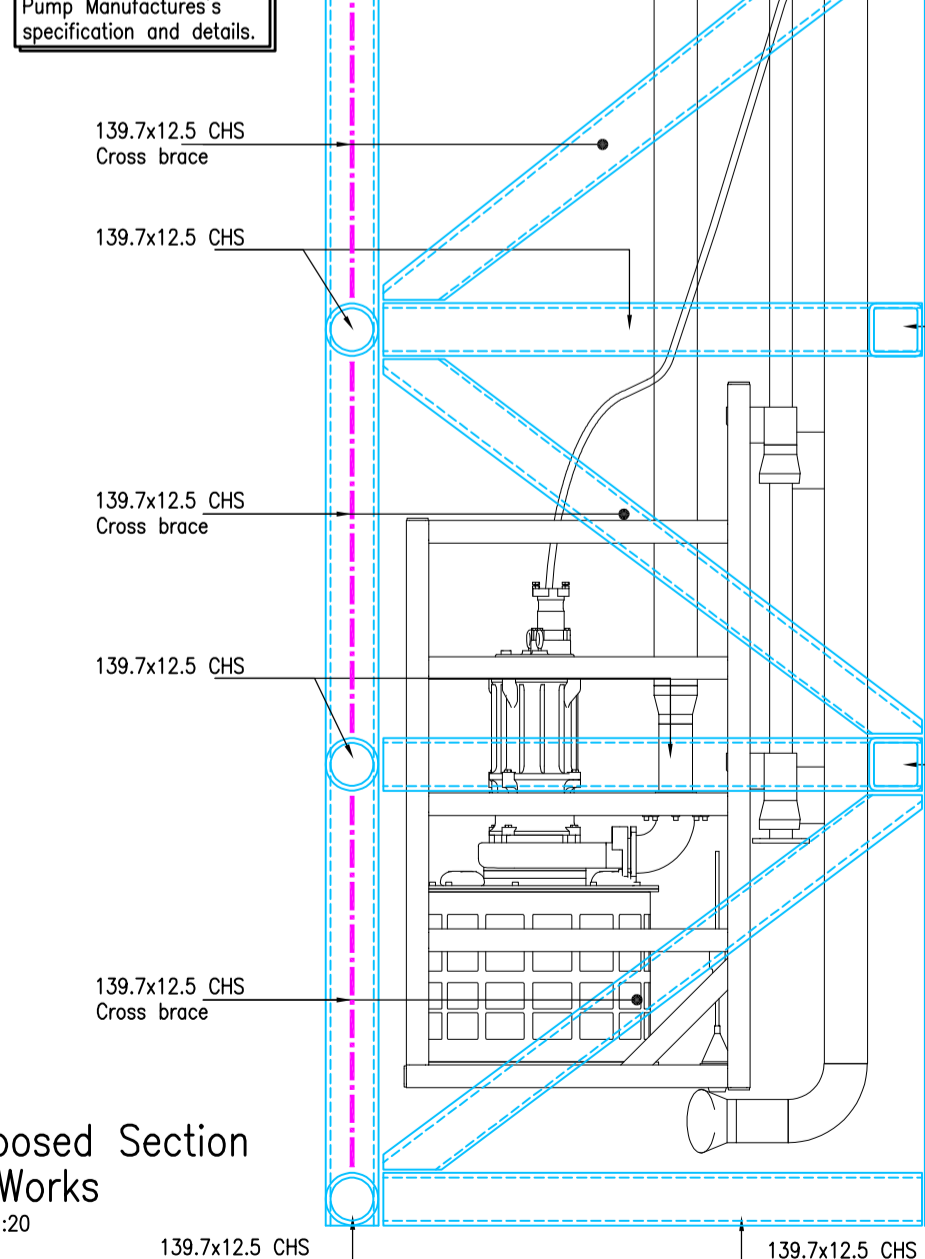 Pump Manufactures's
specification and details.
139.7x12.5 CHS
Cross brace
139.7x12.5 CHS
139.7x12.5 CHS
Cross brace
139.7x12.5 CHS
139.7x12.5 CHS
Cross brace
posed Section
Works
:20
139.7x12.5 CHS
139.7x12.5 CHS